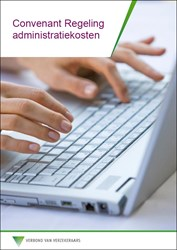 Convenant Regeling
administratiekosten
VERBOND VAN VERZEKERAARS